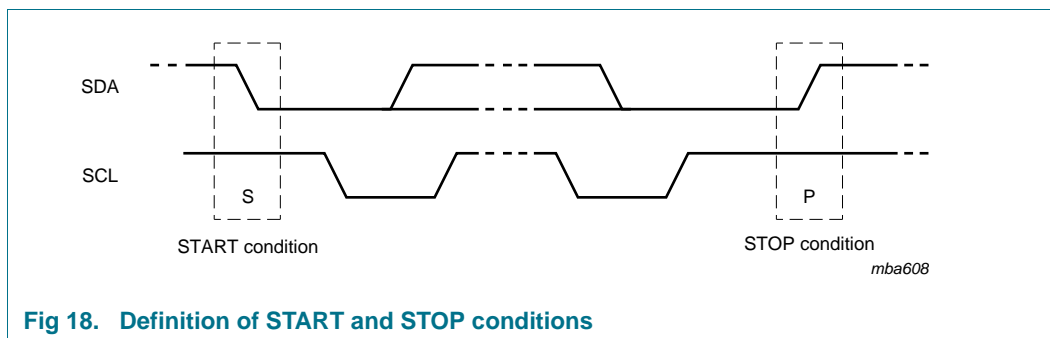 SDA
SCL
S
P
START condition
STOP condition
mba608
Fig 18. Definition of START and STOP conditions